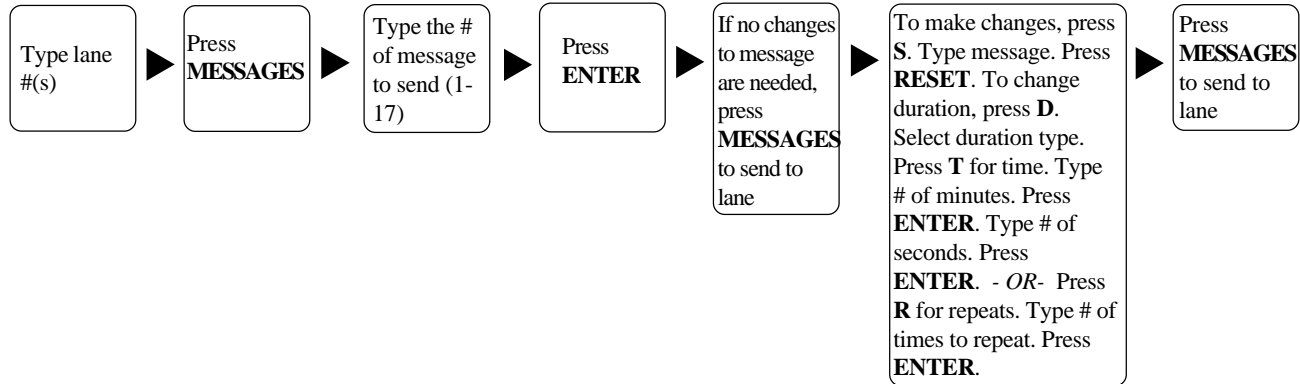 Type lane
#(s)
Press
MESSAGES
Type the #
of message
to send (1-
17)
Press
ENTER
If no changes
to message
are needed,
press
MESSAGES
to send to
lane
To make changes, press
S. Type message. Press
RESET. To change
duration, press D.
Select duration type.
Press T for time. Type
# of minutes. Press
ENTER. Type # of
seconds. Press
ENTER. - OR- Press
R for repeats. Type # of
times to repeat. Press
ENTER.
Press
MESSAGES
to send to
lane